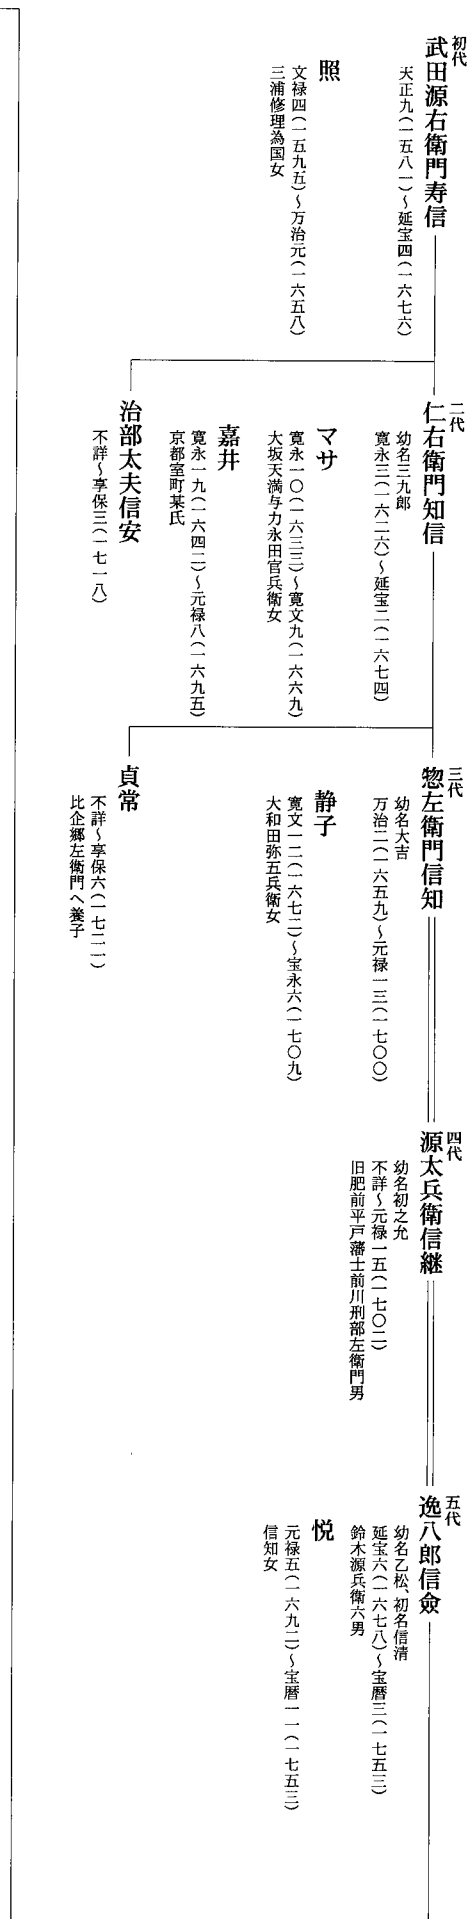 初代
武田源右衛門寿信
天正九(一五八一)〜延宝四(一六七六)
照
文禄四(一五九五)〜万治元(一六五八)
三浦修理為国女
二代
仁右衛門知信
幼名三九郎
寛永三(一六二六)〜延宝二(一六七四)
マサ
寛永一〇(一六三三)〜寛文九(一六六九)
大坂天満与力永田官兵衛女
嘉井
寛永一九(一六四二)〜元禄八(一六九五)
京都室町某氏
治部太夫信安
不詳〜享保三(一七一八)
三代
惣左衛門信知
幼名大吉
万治二(一六五九)〜元禄一三(一七〇〇)
静子
寛文一二(一六七二)〜宝永六(一七〇九)
大和田弥五兵衛女
貞常
不詳〜享保六(一七二一)
比企郷左衛門へ養子
四代
源太兵衛信継
幼名初之允
不詳〜元禄一五(一七〇二)
旧肥前平戸藩士前川刑部左衛門男
五代
逸八郎信僉
幼名乙松、初名信清
延宝六(一六七八)〜宝暦三(一七五三)
鈴木源兵衛六男
悦
元禄五(一六九二)〜宝暦一一(一七五三)
信知女